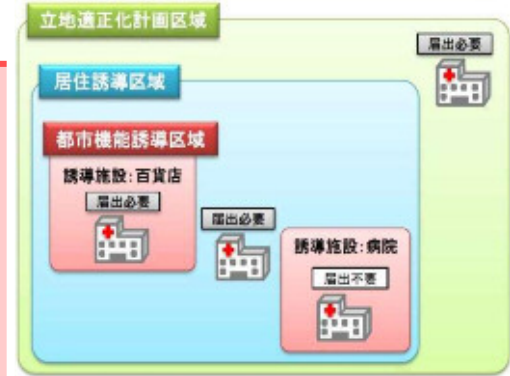 立地適正化計画区域
届出必要
居住誘導区域
都市機能誘導区域
誘導施設:百貨店
届出必要
届出必要
誘導施設:病院
届出不要